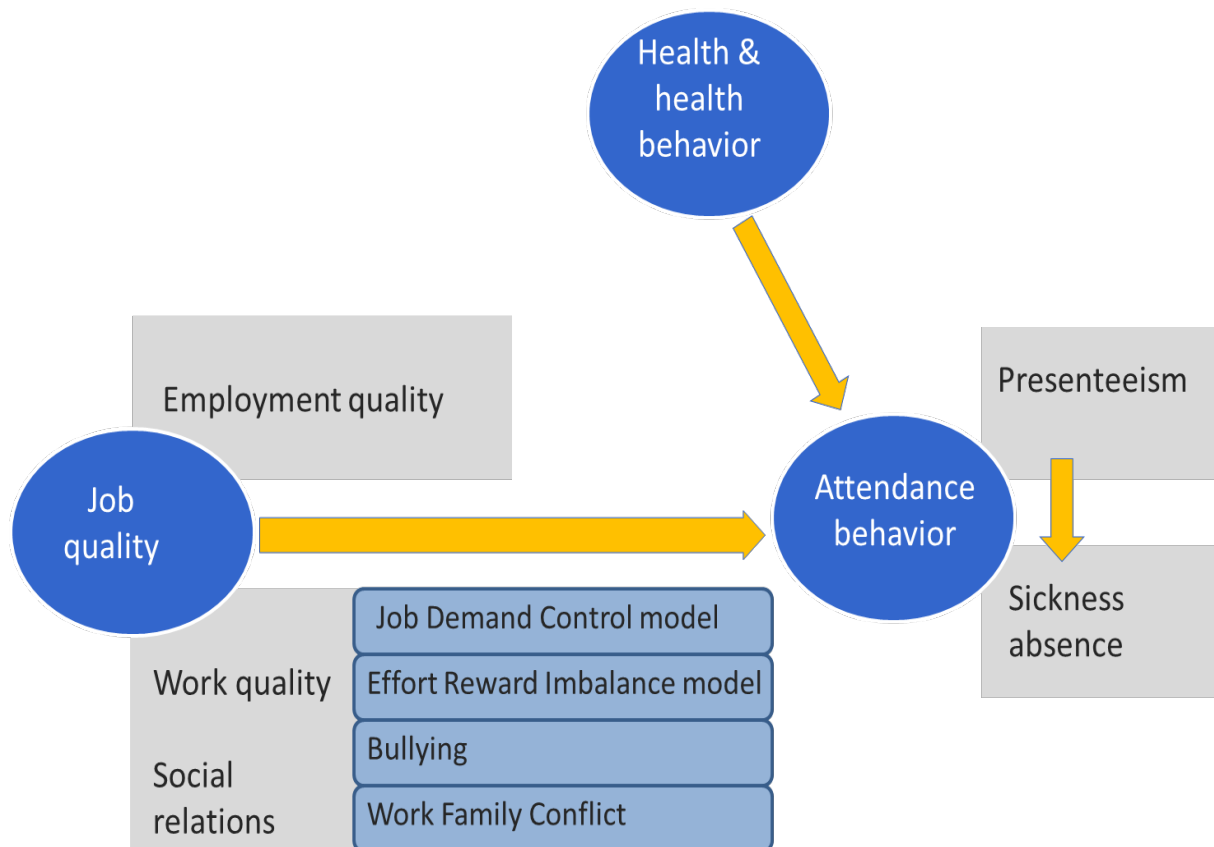 Health &
health
behavior
Employment quality
Presenteeism
Job
quality
Attendance
behavior
Job Demand Control model
Work quality
Effort Reward Imbalance model
Sickness
absence
Bullying
Social
relations
Work Family Conflict